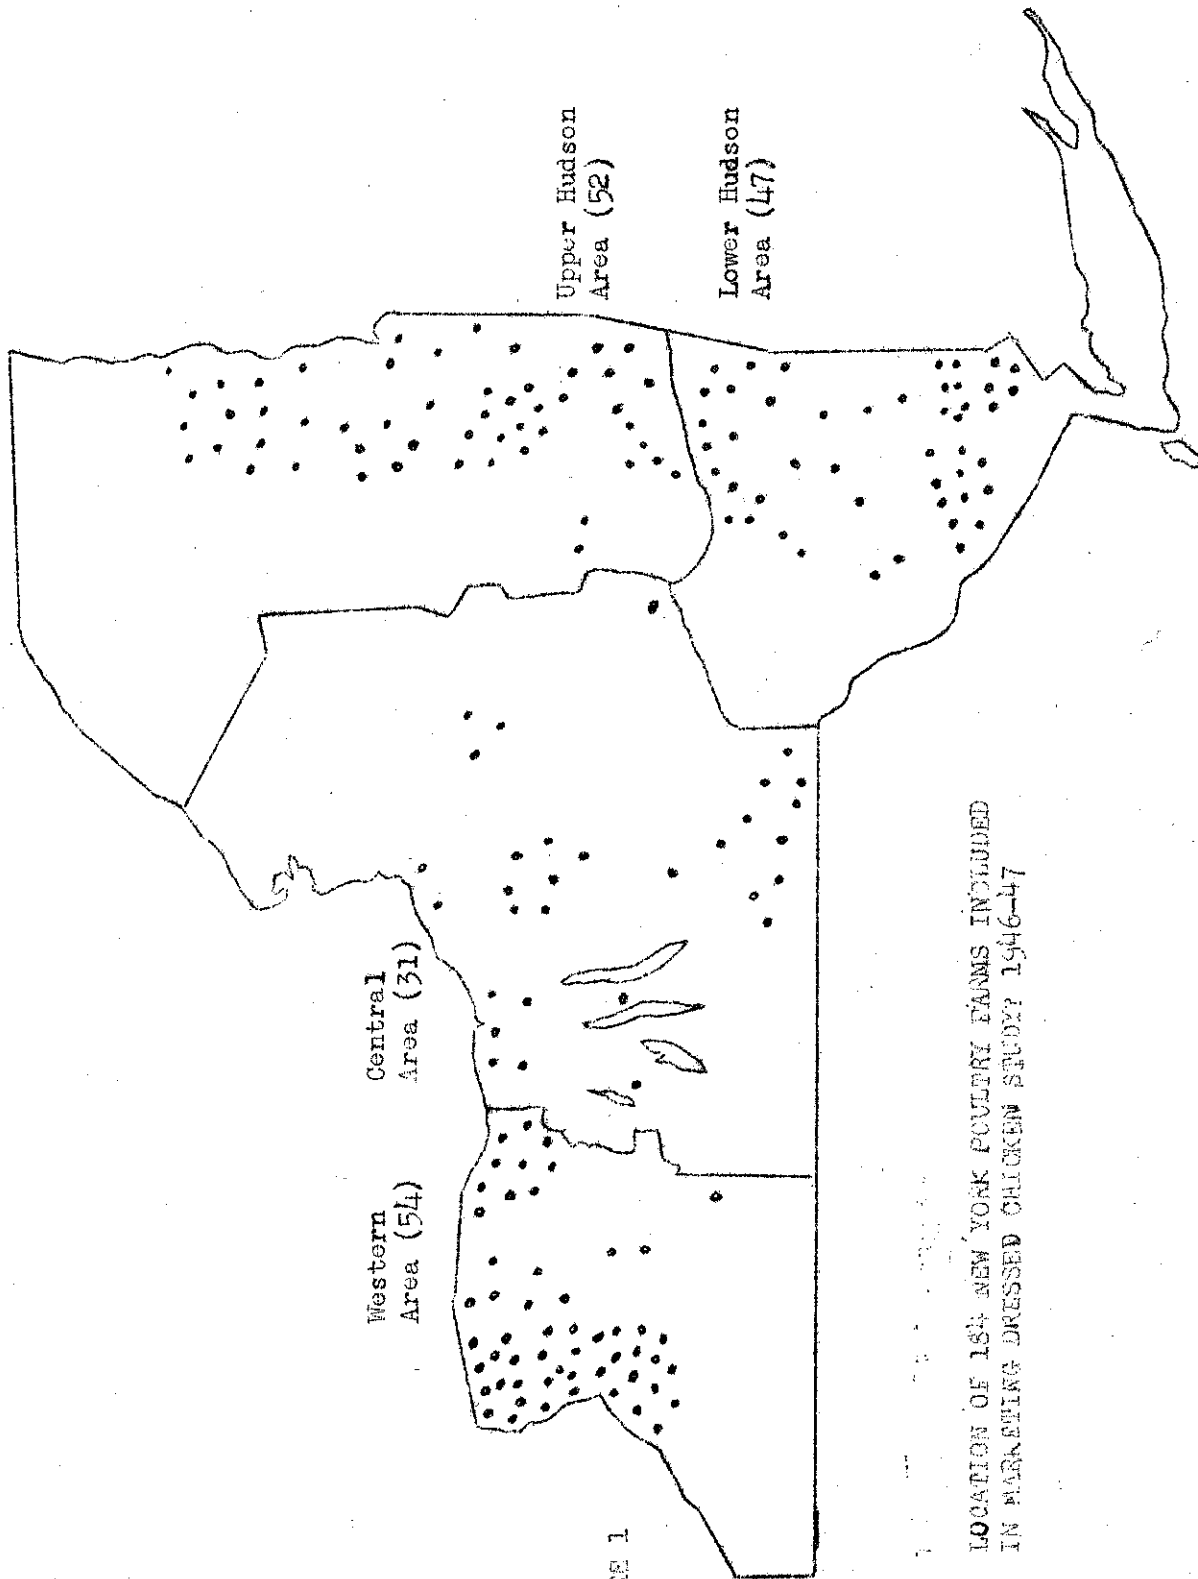 Western
Area (54)
Central
Area (31)
Upper Hudson
Area (52)
Lower Hudson
Area (47)
1
LOCATION OF 184 NEW YORK POULTRY FARMS INCLUDED
IN MARKETING DRESSED CHICKEN STUDY? 1946-47